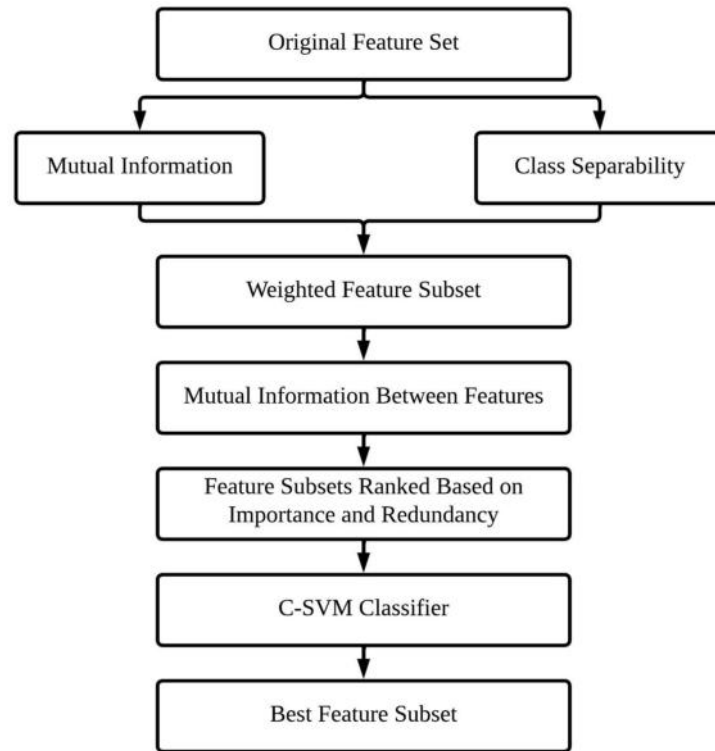 Original Feature Set
Mutual Information
Class Separability
Weighted Feature Subset
Mutual Information Between Features
Feature Subsets Ranked Based on
Importance and Redundancy
C-SVM Classifier
Best Feature Subset